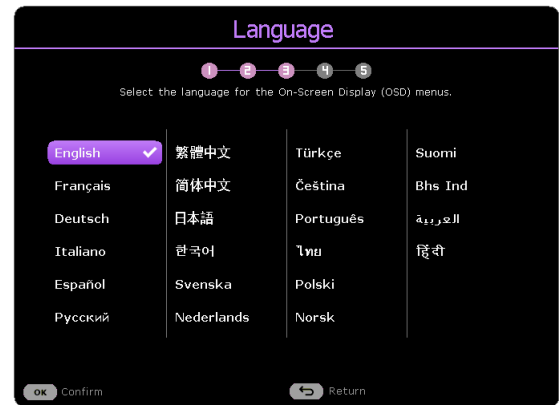 Language
1 2 3 4 5
Select the language for the On-Screen Display (OSD) menus.
English
Français
Deutsch
Italiano
Español
Русский
繁體中文
简体中文
日本語
한국어
Svenska
Nederlands
Türkçe
Čeština
Português
ไทย
Polski
Norsk
Suomi
Bhs Ind
العربية
हिंदी
OK Confirm
Return